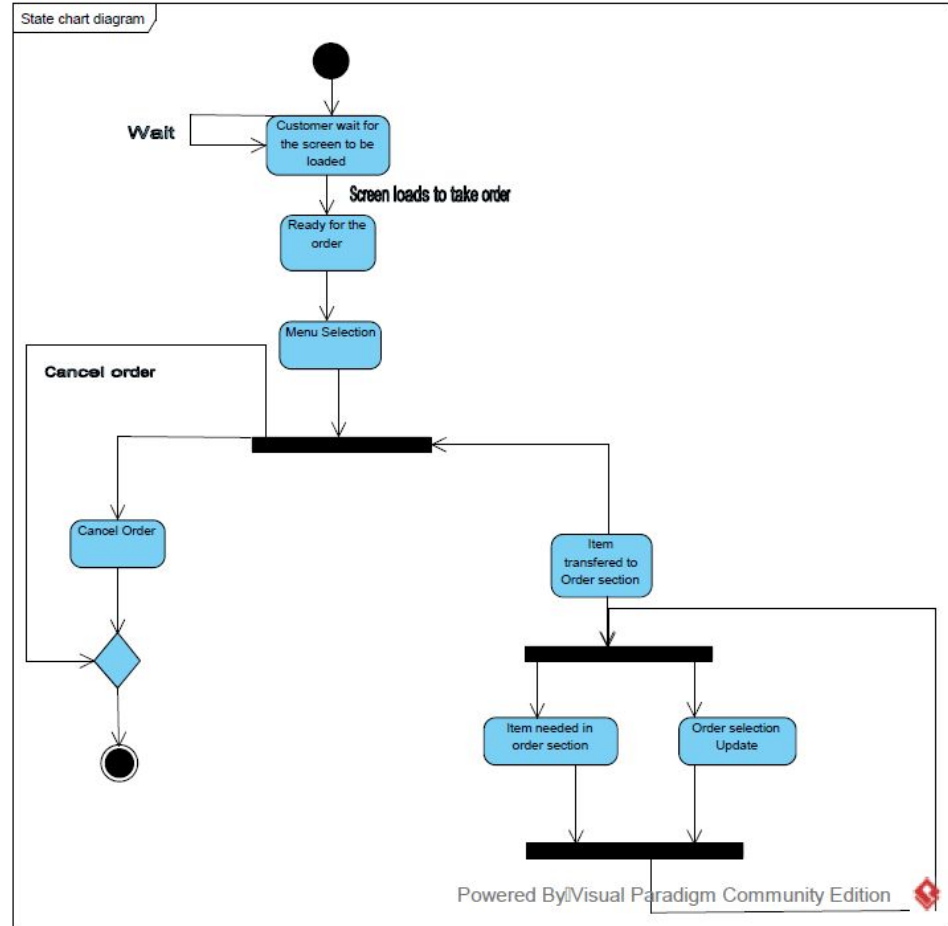 State chart diagram
Wait
Customer wait for
the screen to be
loaded
Screen loads to take order
Ready for the
order
Menu Selection
Cancel order
Cancel Order
Item
transfered to
Order section
Item needed in
order section
Order selection
Update
Powered By Visual Paradigm Community Edition